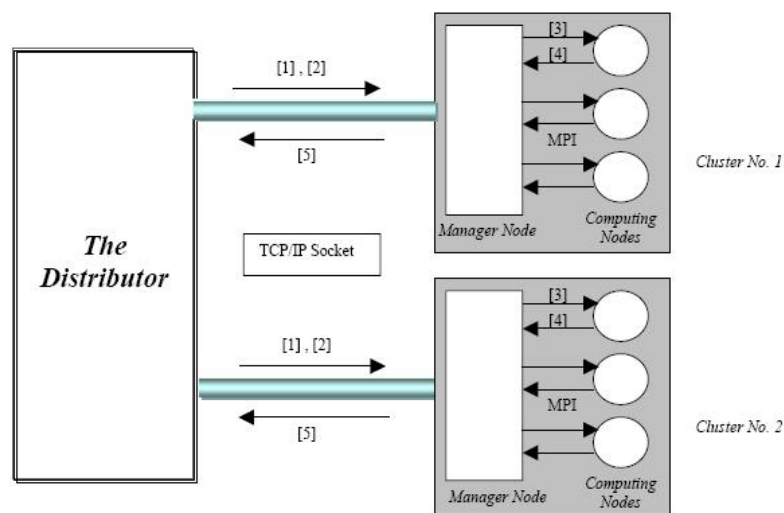 [1] , [2]
[5]
The
Distributor
TCP/IP Socket
[1] , [2]
[5]
[3]
[4]
MPI
Manager Node
Computing
Nodes
Cluster No. 1
[3]
[4]
MPI
Manager Node
Computing
Nodes
Cluster No. 2